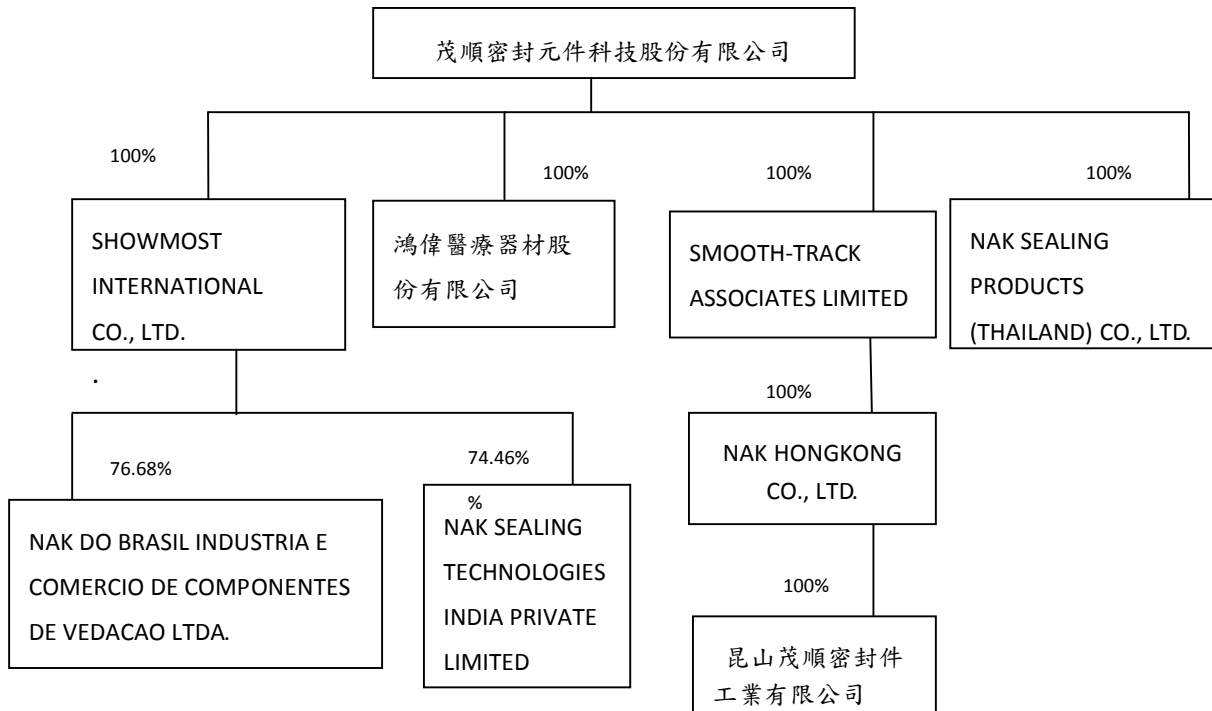 茂順密封元件科技股份有限公司
100%
100%
100%
100%
SHOWMOST
INTERNATIONAL
CO., LTD.
.
鴻偉醫療器材股
份有限公司
SMOOTH-TRACK
ASSOCIATES LIMITED
NAK SEALING
PRODUCTS
(THAILAND) CO., LTD.
76.68%
NAK DO BRASIL INDUSTRIA E
COMERCIO DE COMPONENTES
DE VEDACAO LTDA.
74.46%
%
NAK SEALING
TECHNOLOGIES
INDIA PRIVATE
LIMITED
100%
NAK HONGKONG
CO., LTD.
100%
昆山茂順密封件
工業有限公司